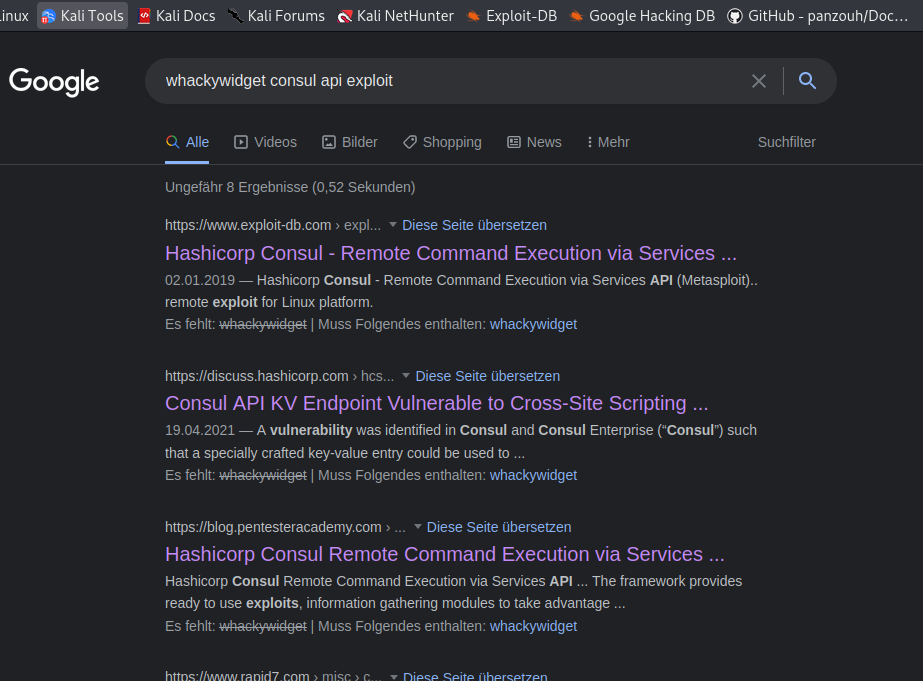 inux Kali Tools Kali Docs Kali Forums Kali NetHunter Exploit-DB Google Hacking DB GitHub - panzouh/Doc…
Google whackywidget consul api exploit
Alle Videos Bilder Shopping News Mehr Suchfilter
Ungefähr 8 Ergebnisse (0,52 Sekunden)
https://www.exploit-db.com › expl... Diese Seite übersetzen
Hashicorp Consul - Remote Command Execution via Services ...
02.01.2019 — Hashicorp Consul - Remote Command Execution via Services API (Metasploit)..
remote exploit for Linux platform.
Es fehlt: whackywidget | Muss Folgendes enthalten: whackywidget
https://discuss.hashicorp.com › hcs... Diese Seite übersetzen
Consul API KV Endpoint Vulnerable to Cross-Site Scripting ...
19.04.2021 — A vulnerability was identified in Consul and Consul Enterprise (“Consul”) such
that a specially crafted key-value entry could be used to ...
Es fehlt: whackywidget | Muss Folgendes enthalten: whackywidget
https://blog.pentesteracademy.com › ... Diese Seite übersetzen
Hashicorp Consul Remote Command Execution via Services ...
Hashicorp Consul Remote Command Execution via Services API ... The framework provides
ready to use exploits, information gathering modules to take advantage ...
Es fehlt: whackywidget | Muss Folgendes enthalten: whackywidget
https://www.rapid7.com › misc › c... Diese Seite übersetzen